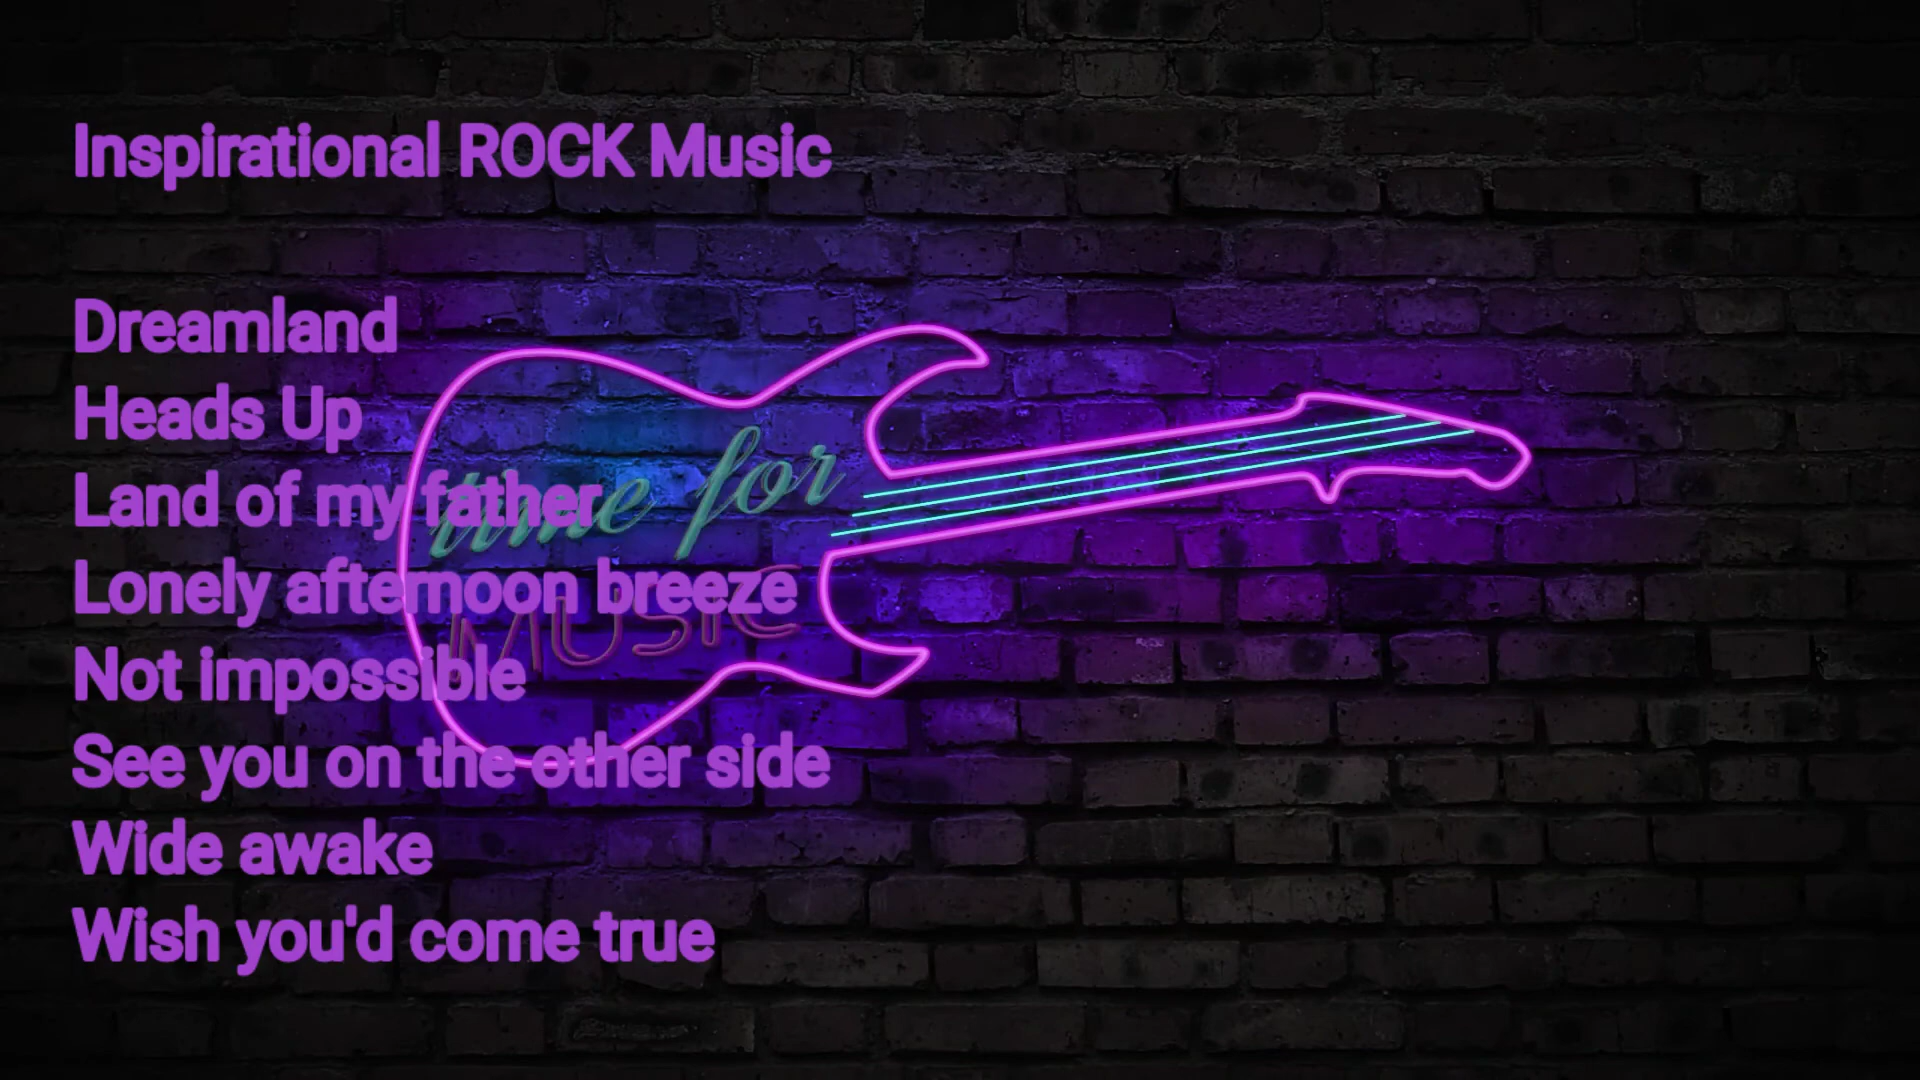 Inspirational ROCK Music
Dreamland
Heads Up
Land of my father
time for
Lonely afternoon breeze
MUSIC
Not impossible
See you on the other side
Wide awake
Wish you'd come true